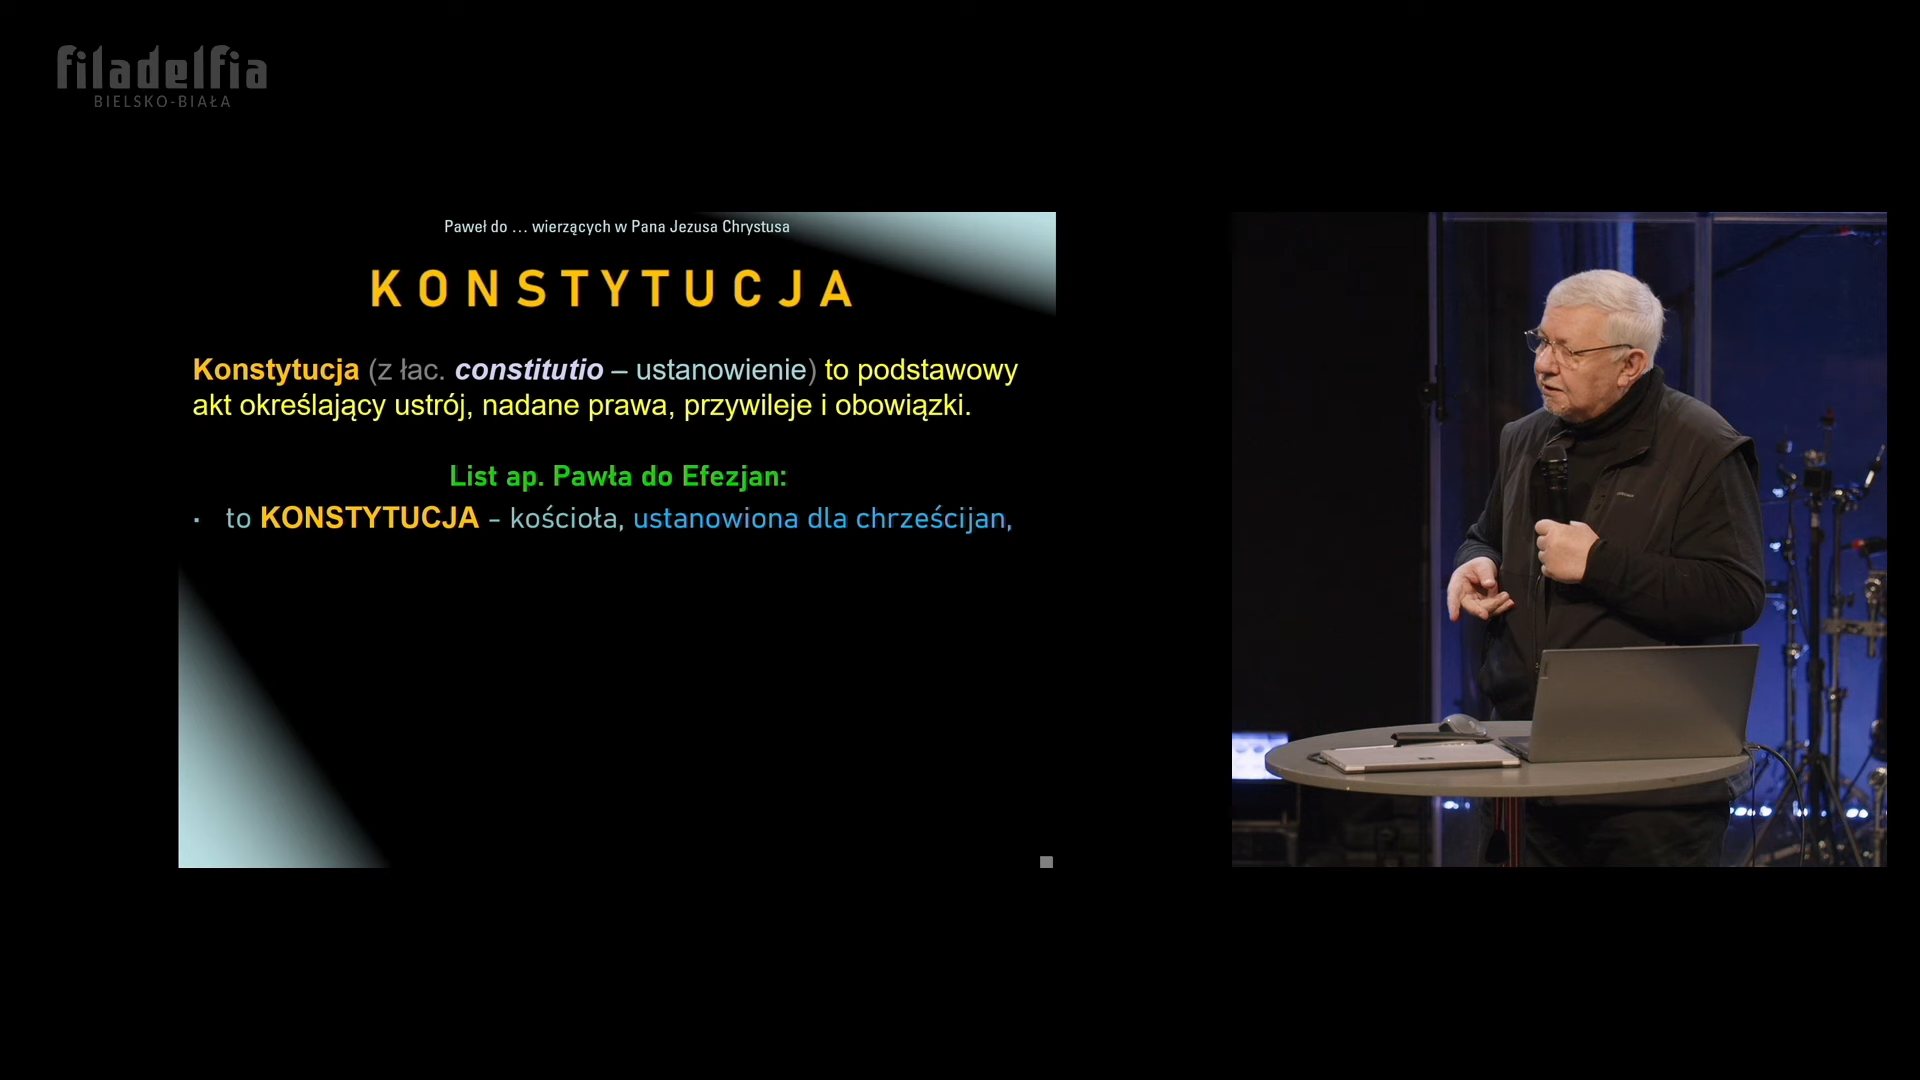 filadelfia
BIELSKO-BIAŁA
Paweł do … wierzących w Pana Jezusa Chrystusa
KONSTYTUCJA
Konstytucja (z łac. constitutio – ustanowienie) to podstawowy
akt określający ustrój, nadane prawa, przywileje i obowiązki.
List ap. Pawła do Efezjan:
· to KONSTYTUCJA - kościoła, ustanowiona dla chrześcijan,